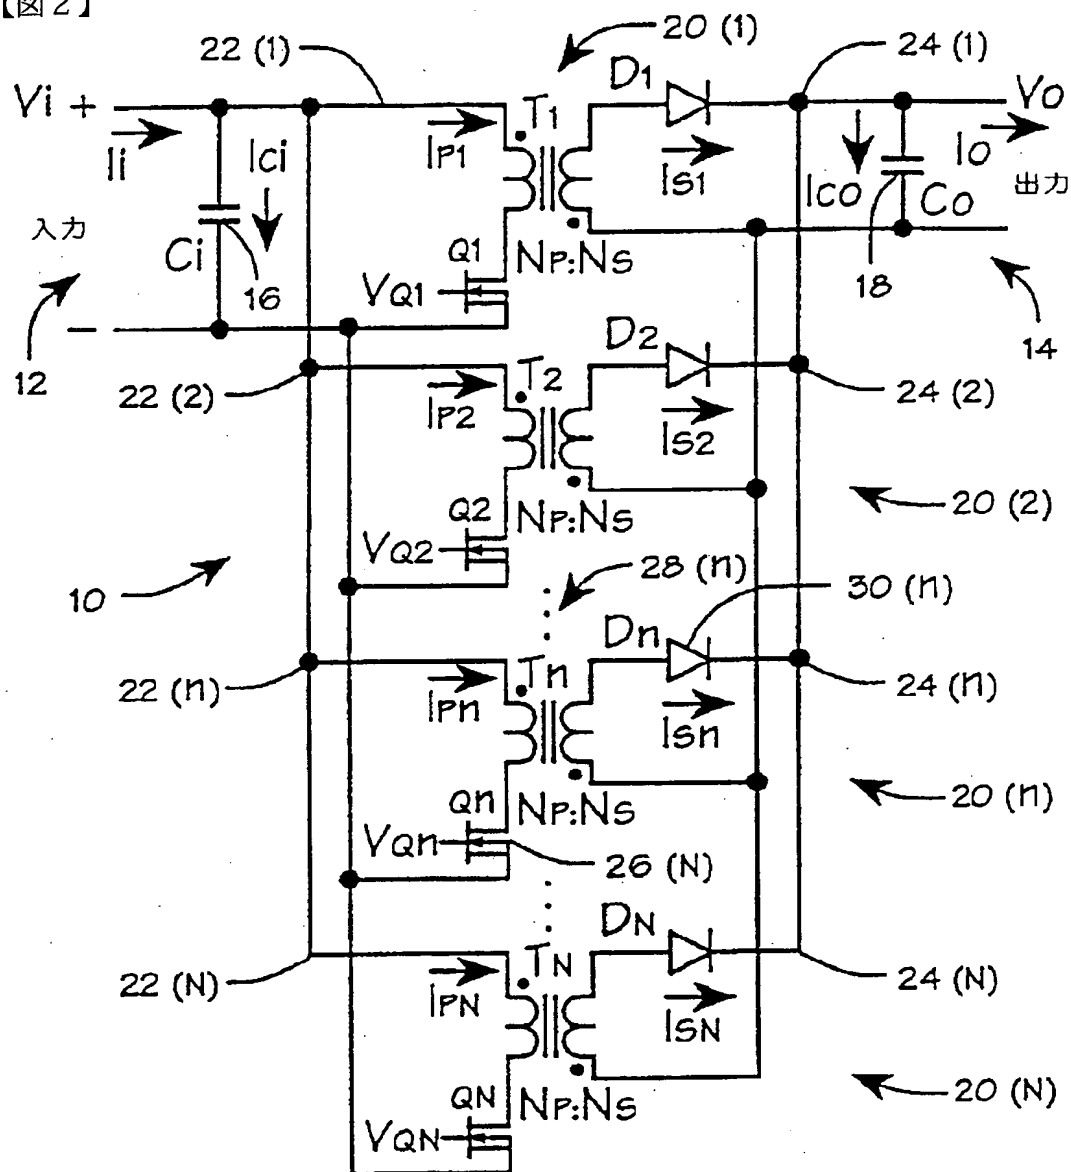 【図2】
22 (1)
20 (1)
24 (1)
Vi +
Ii
Ici
IP1
T1
D1
IS1
Ico
Io
Vo
入力
出力
Ci
16
Co
18
Q1
NP:NS
VQ1
−
12
14
22 (2)
IP2
T2
D2
IS2
24 (2)
Q2
NP:NS
VQ2
20 (2)
10
28 (n)
30 (n)
22 (n)
IPn
Tn
Dn
ISn
24 (n)
Qn
NP:NS
VQn
26 (N)
20 (n)
22 (N)
IPN
TN
DN
ISN
24 (N)
QN
NP:NS
VQN
20 (N)